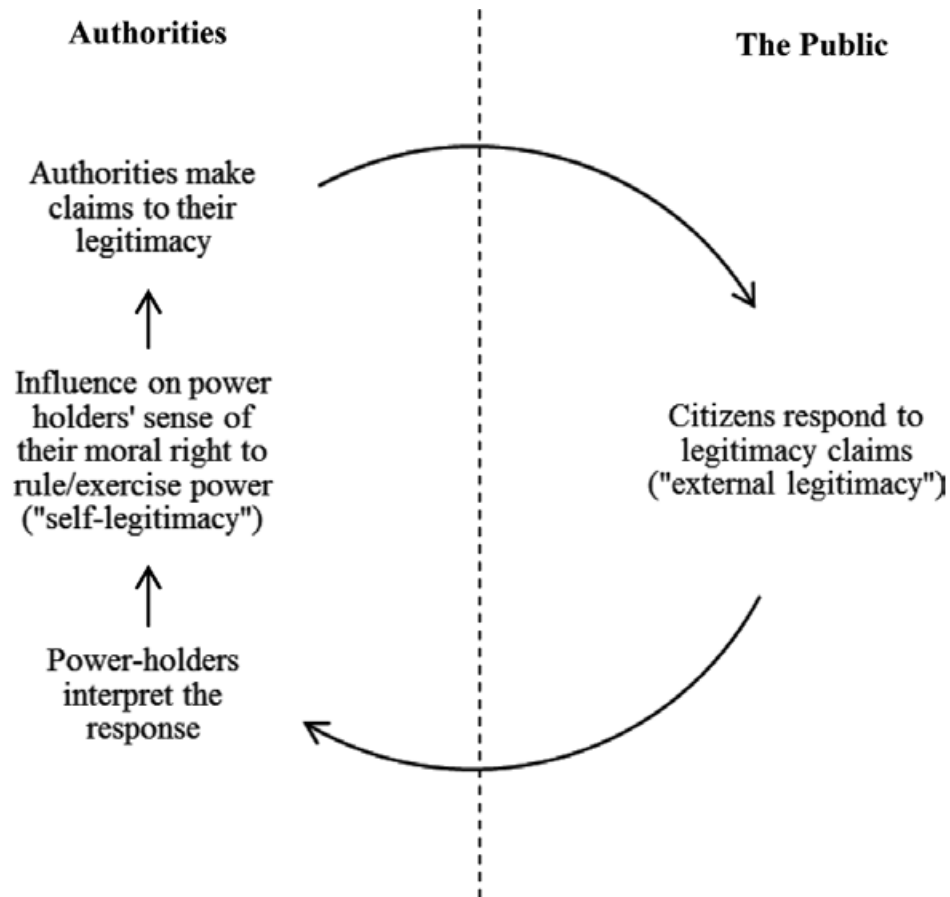 Authorities
The Public
Authorities make
claims to their
legitimacy
Influence on power
holders' sense of
their moral right to
rule/exercise power
("self-legitimacy")
Power-holders
interpret the
response
Citizens respond to
legitimacy claims
("external legitimacy")